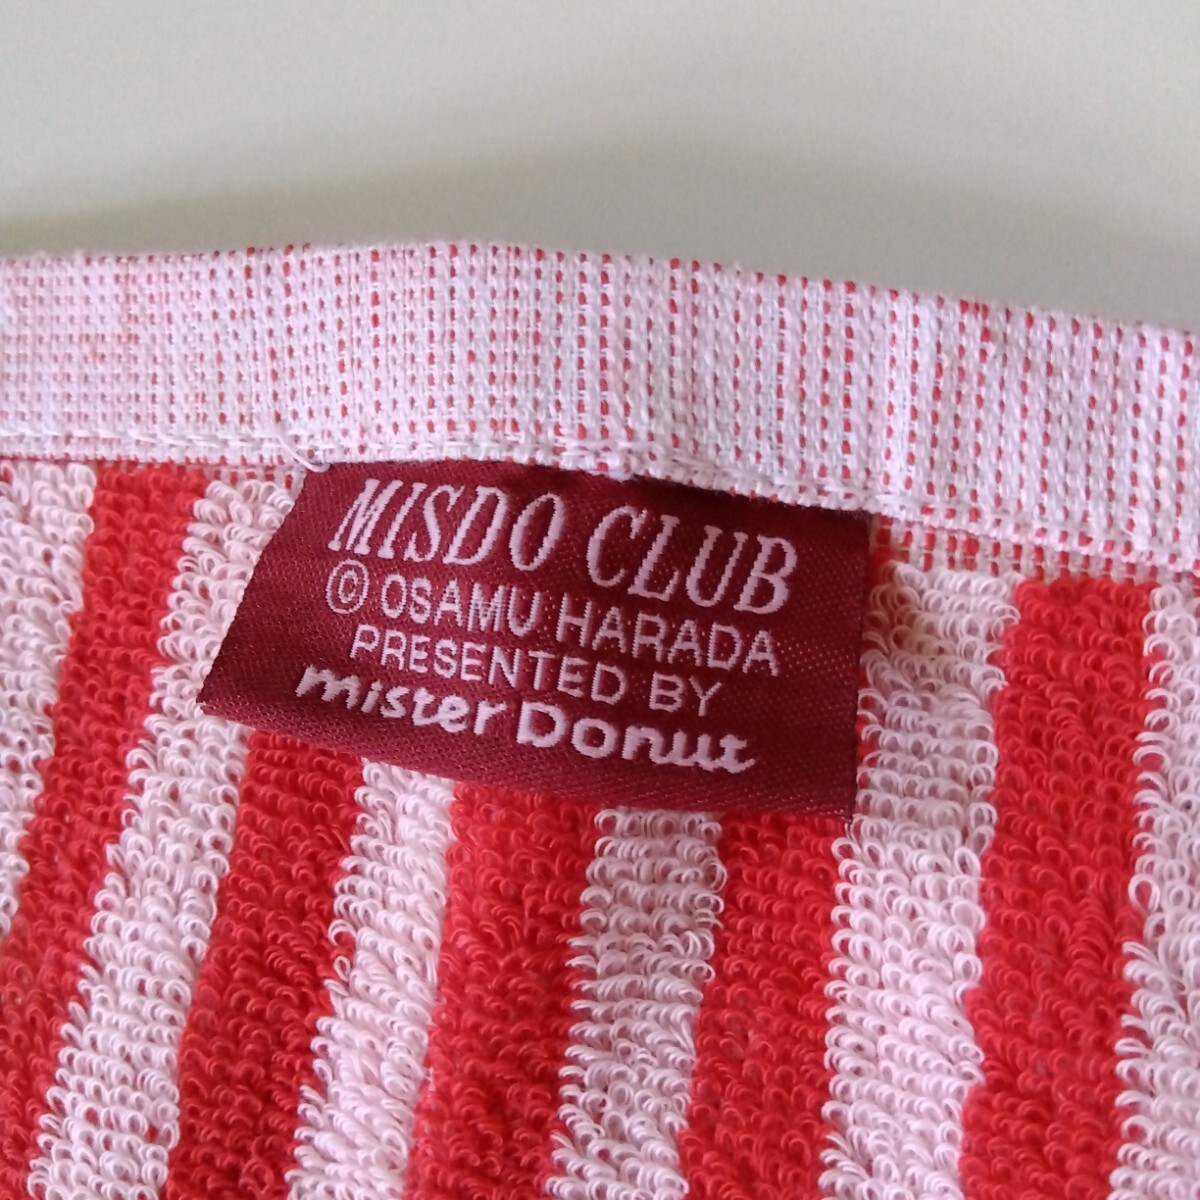 MISDO CLUB
© OSAMU HARADA
PRESENTED BY
mister Donut